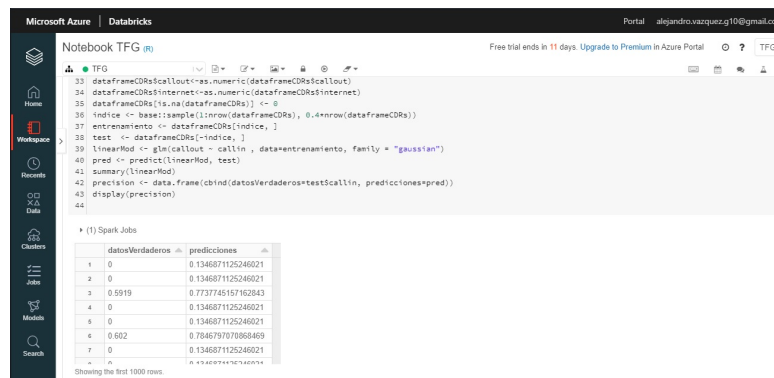 Microsoft Azure | Databricks
Portal alejandro.vazquez.g10@gmail.co
Notebook TFG (R)
Free trial ends in 11 days. Upgrade to Premium in Azure Portal
? TFG
TFG
Home
Workspace
Recents
Data
Clusters
Jobs
Models
Search
33 dataframeCDRs$callout<-as.numeric(dataframeCDRs$callout)
34 dataframeCDRs$internet<-as.numeric(dataframeCDRs$internet)
35 dataframeCDRs[is.na(dataframeCDRs)] <- 0
36 indice <- base::sample(1:nrow(dataframeCDRs), 0.4*nrow(dataframeCDRs))
37 entrenamiento <- dataframeCDRs[indice, ]
38 test <- dataframeCDRs[-indice, ]
39 linearMod <- glm(callout ~ callin , data=entrenamiento, family = "gaussian")
40 pred <- predict(linearMod, test)
41 summary(linearMod)
42 precision <- data.frame(cbind(datosVerdaderos=test$callin, predicciones=pred))
43 display(precision)
44
(1) Spark Jobs
datosVerdaderos predicciones
1 0 0.1346871125246021
2 0 0.1346871125246021
3 0.5919 0.7737745157162843
4 0 0.1346871125246021
5 0 0.1346871125246021
6 0.602 0.7846797070868469
7 0 0.1346871125246021
Showing the first 1000 rows.